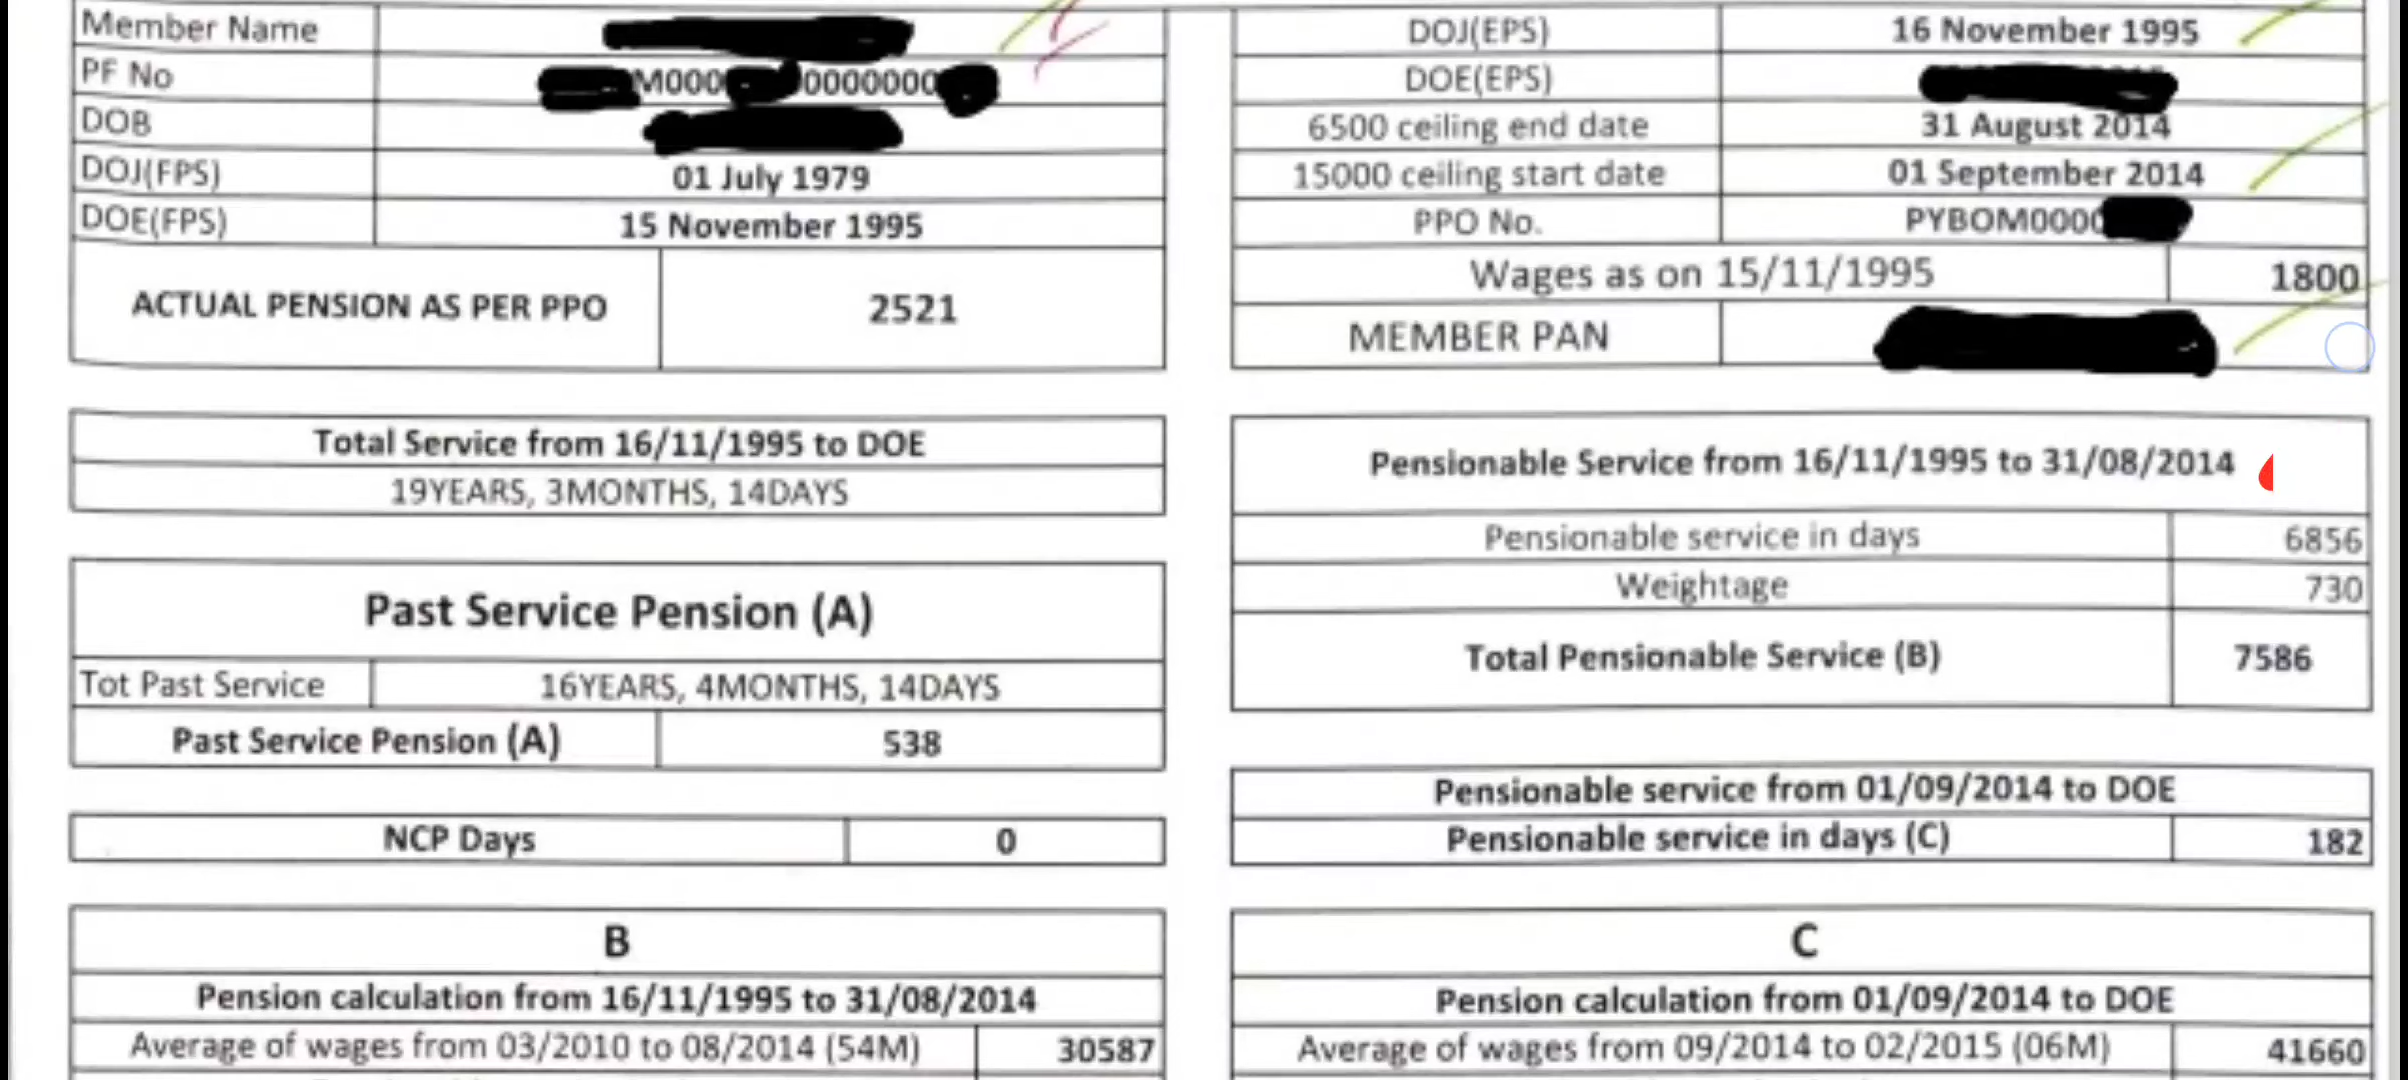 Member Name
PF No M000 0000000
DOB
DOJ(FPS) 01 July 1979
DOE(FPS) 15 November 1995
ACTUAL PENSION AS PER PPO 2521
DOJ(EPS) 16 November 1995
DOE(EPS)
6500 ceiling end date 31 August 2014
15000 ceiling start date 01 September 2014
PPO No. PYBOM0000
Wages as on 15/11/1995 1800
MEMBER PAN
Total Service from 16/11/1995 to DOE
19YEARS, 3MONTHS, 14DAYS
Past Service Pension (A)
Tot Past Service 16YEARS, 4MONTHS, 14DAYS
Past Service Pension (A) 538
NCP Days 0
Pensionable Service from 16/11/1995 to 31/08/2014
Pensionable service in days 6856
Weightage 730
Total Pensionable Service (B) 7586
Pensionable service from 01/09/2014 to DOE
Pensionable service in days (C) 182
B
Pension calculation from 16/11/1995 to 31/08/2014
Average of wages from 03/2010 to 08/2014 (54M) 30587
C
Pension calculation from 01/09/2014 to DOE
Average of wages from 09/2014 to 02/2015 (06M) 41660